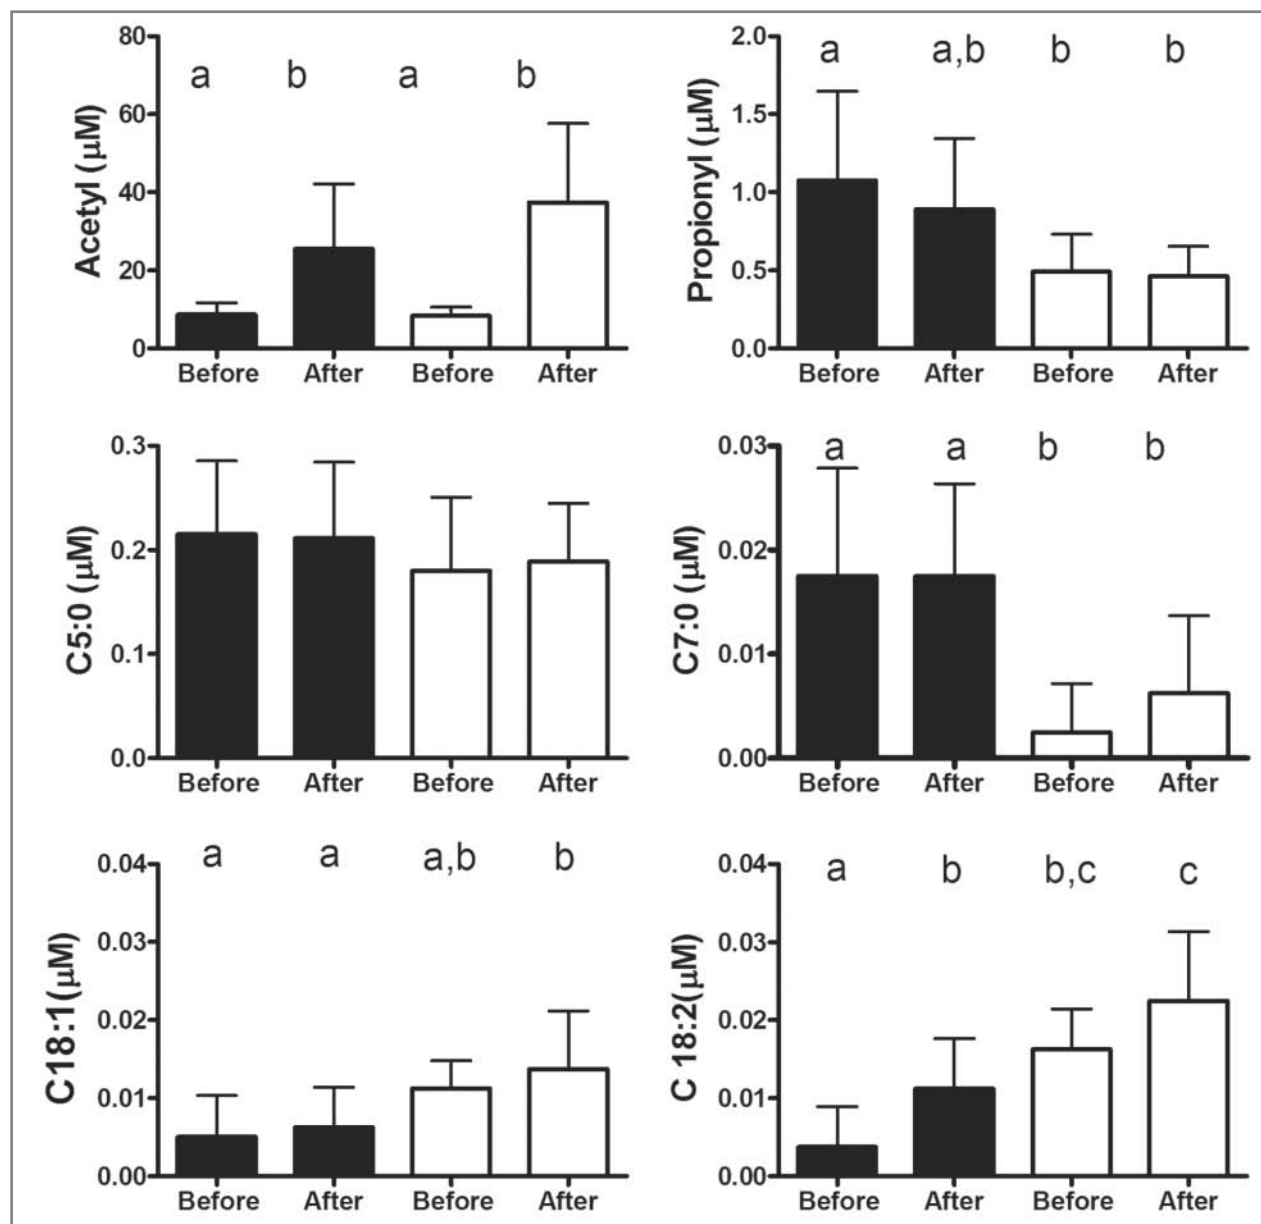 80
60
40
20
0
Acetyl (μM)
a b a b
Before After Before After
2.0
1.5
1.0
0.5
0.0
Propionyl (μM)
a a,b b b
Before After Before After
0.3
0.2
0.1
0.0
C5:0 (μM)
Before After Before After
0.03
0.02
0.01
0.00
C7:0 (μM)
a a b b
Before After Before After
0.04
0.03
0.02
0.01
0.00
C18:1(μM)
a a a,b b
Before After Before After
0.04
0.03
0.02
0.01
0.00
C 18:2(μM)
a b b,c c
Before After Before After